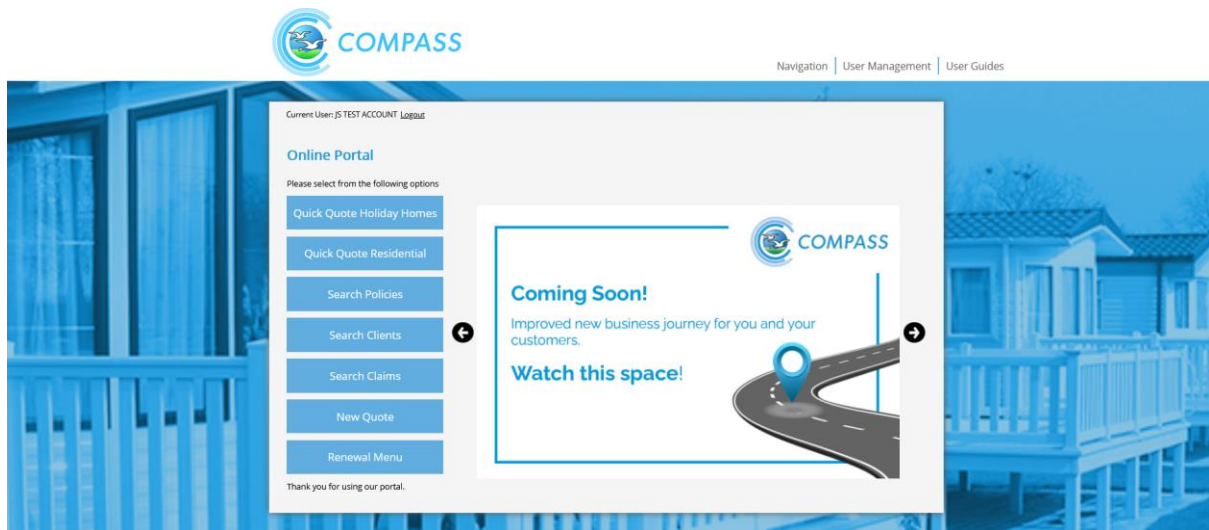 COMPASS
Navigation | User Management | User Guides
Current User: JS TEST ACCOUNT Logout
Online Portal
Please select from the following options
Quick Quote Holiday Homes
Quick Quote Residential
Search Policies
Search Clients
Search Claims
New Quote
Renewal Menu
Thank you for using our portal.
COMPASS
Coming Soon!
Improved new business journey for you and your
customers.
Watch this space!